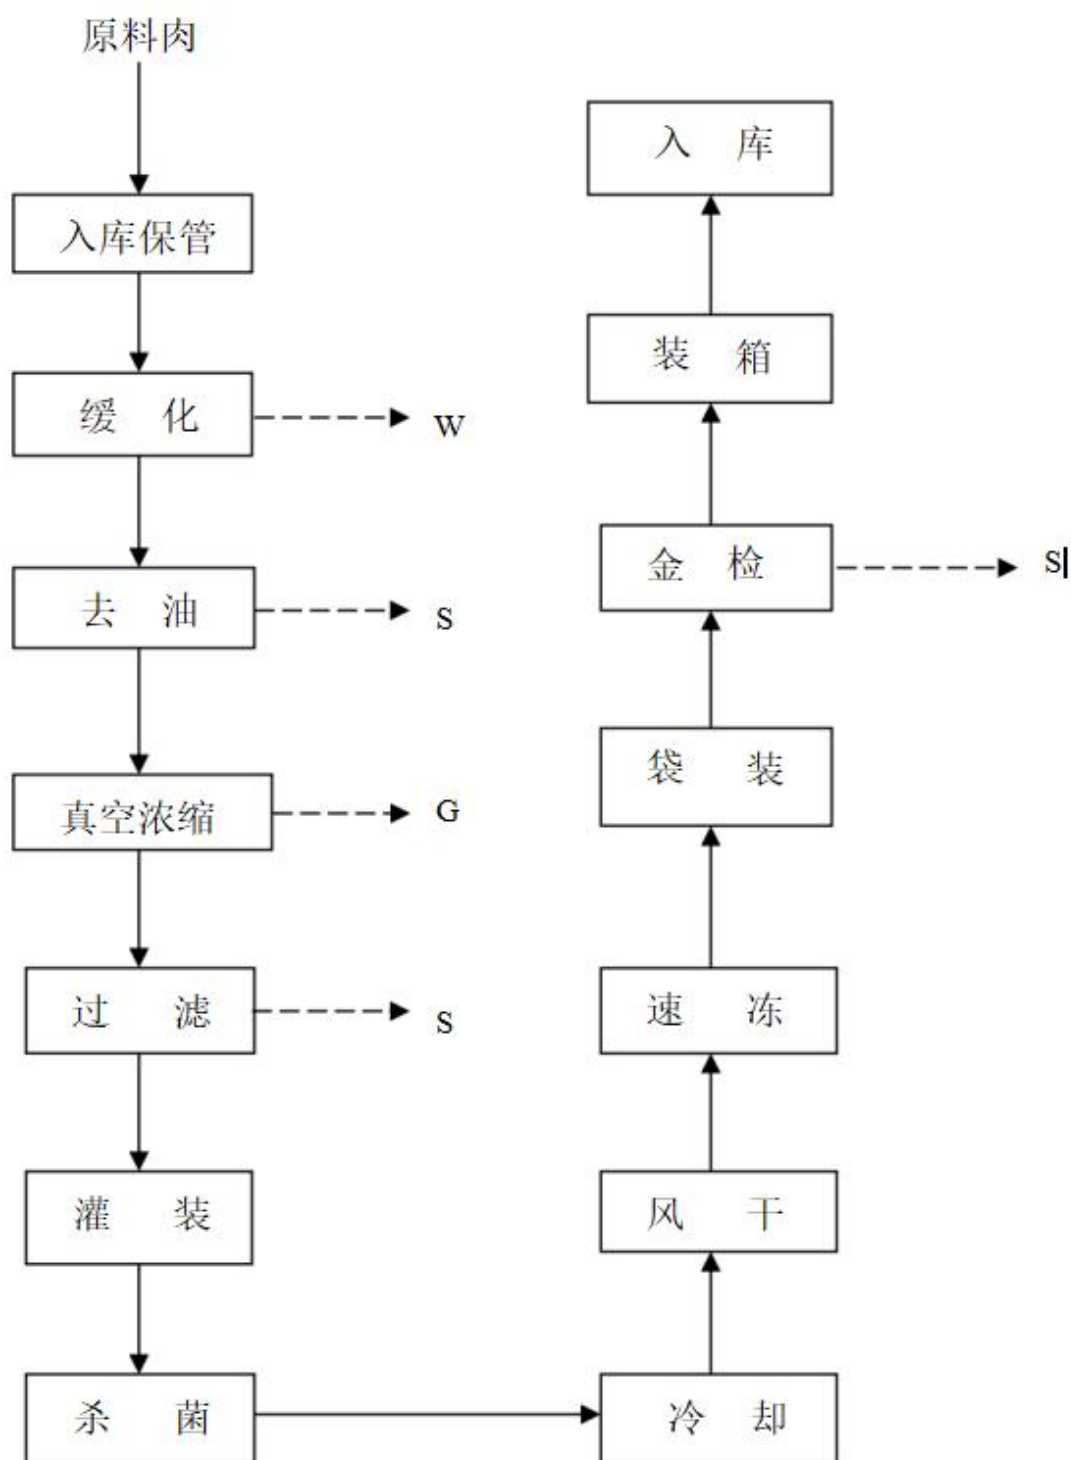 原料肉
入库保管
缓 化
W
去 油
S
真空浓缩
G
过 滤
S
灌 装
杀 菌
冷 却
风 干
速 冻
袋 装
金 检
S
装 箱
入 库